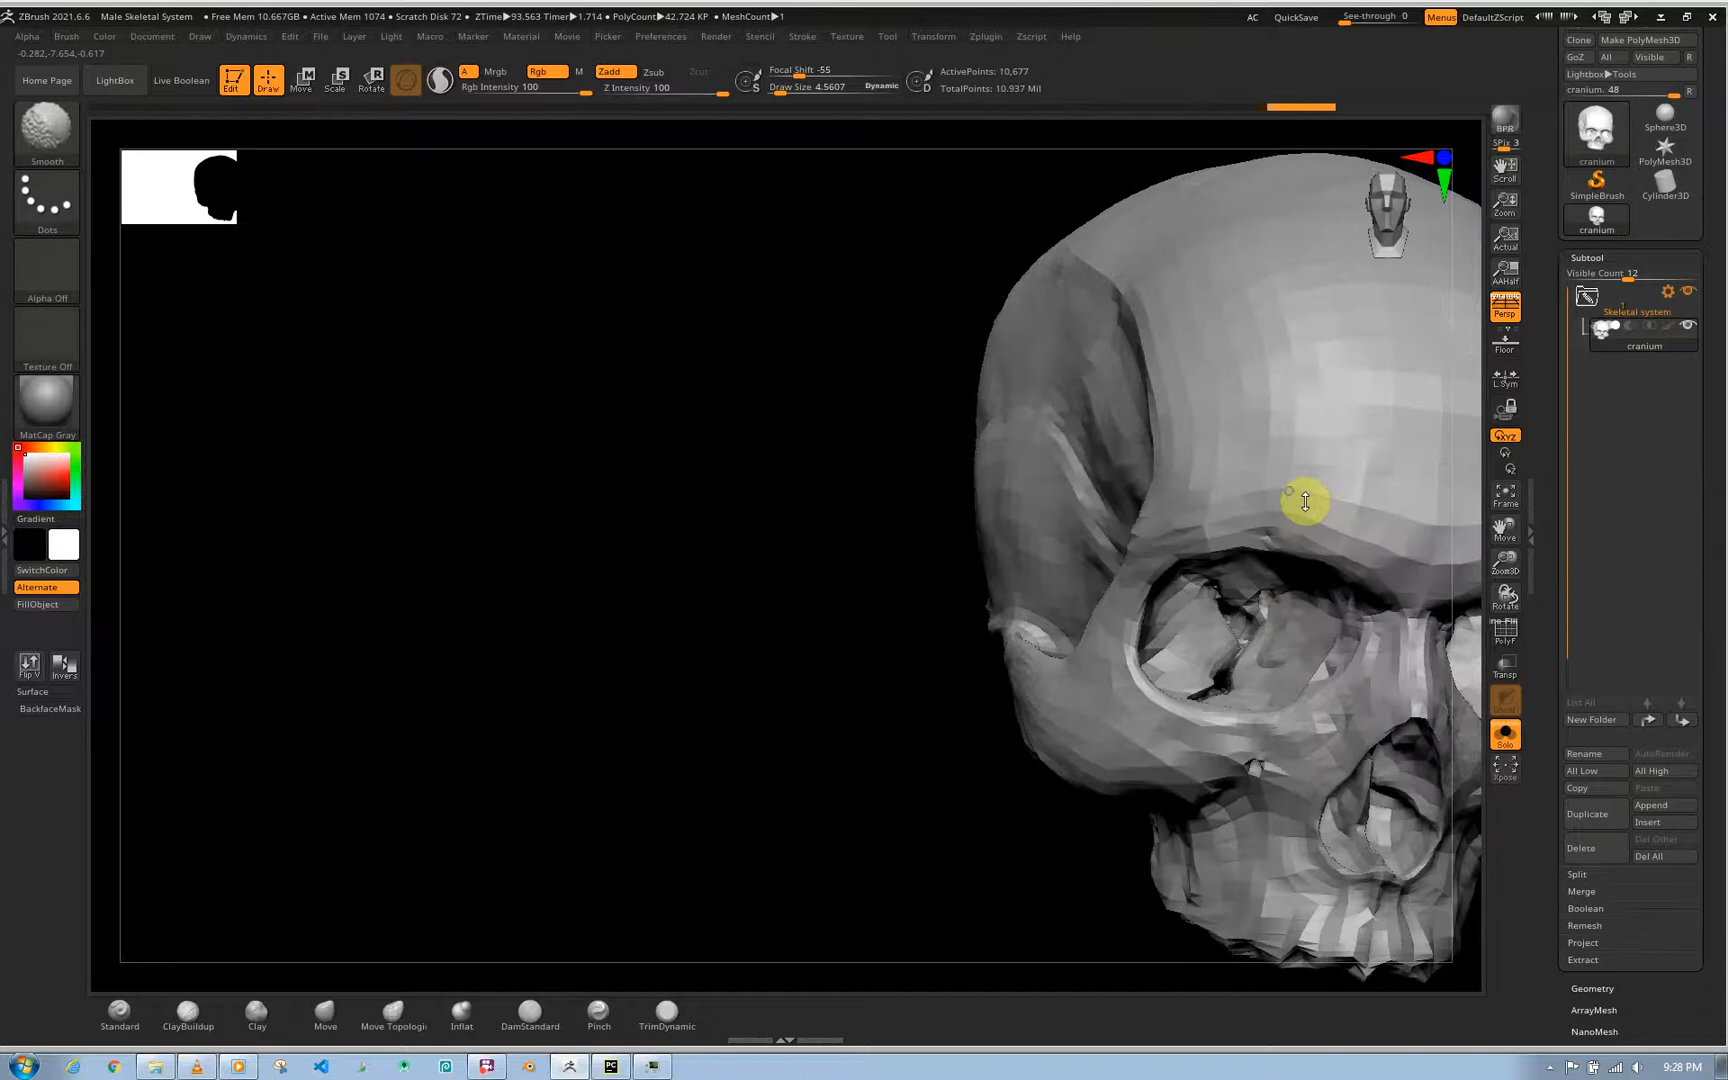 ZBrush 2021.6.6 Male Skeletal System • Free Mem 10.667GB • Active Mem 1074 • Scratch Disk 72 • ZTime▶93.563 Timer▶1.714 • PolyCount▶42.724 KP • MeshCount▶1
AC QuickSave See-through 0 Menus DefaultZScript
Alpha Brush Color Document Draw Dynamics Edit File Layer Light Macro Marker Material Movie Picker Preferences Render Stencil Stroke Texture Tool Transform Zplugin Zscript Help
-0.282,-7.654,-0.617
Home Page LightBox Live Boolean Edit Draw Move Scale Rotate
A Mrgb Rgb M Zadd Zsub Zcut
Rgb Intensity 100 Z Intensity 100
S Focal Shift -55
Draw Size 4.5607 Dynamic
D ActivePoints: 10,677
TotalPoints: 10.937 Mil
Smooth
Dots
Alpha Off
Texture Off
MatCap Gray
Gradient
SwitchColor
Alternate
FillObject
Flip V Invers
Surface
BackfaceMask
BPR
SPix 3
Scroll
Zoom
Actual
AAHalf
Persp
Floor
L.Sym
XYZ
Y
Z
Frame
Move
Zoom3D
Rotate
PolyF
Transp
Ghost
Solo
Xpose
Clone Make PolyMesh3D
GoZ All Visible R
Lightbox▶Tools
cranium. 48 R
cranium Sphere3D
PolyMesh3D
SimpleBrush Cylinder3D
cranium
Subtool
Visible Count 12
Skeletal system
cranium
List All
New Folder
Rename AutoReorder
All Low All High
Copy Paste
Duplicate Append
Insert
Delete Del Other
Del All
Split
Merge
Boolean
Remesh
Project
Extract
Geometry
ArrayMesh
NanoMesh
Standard ClayBuildup Clay Move Move Topologi Inflat DamStandard Pinch TrimDynamic
PC
9:28 PM